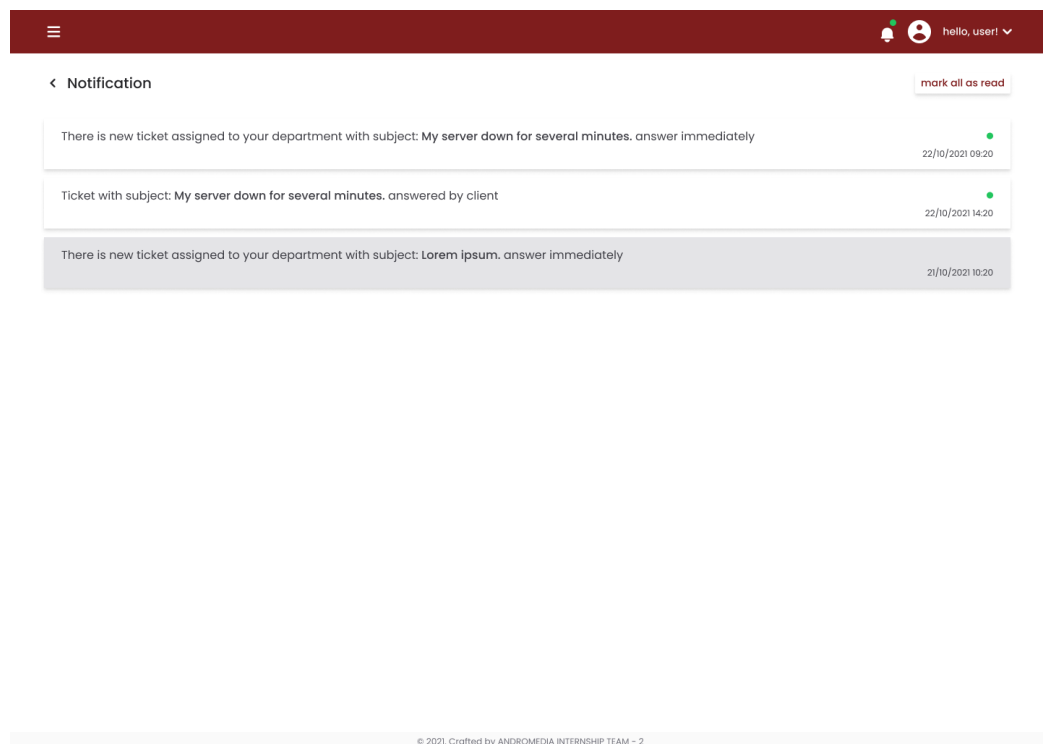 hello, user!
Notification
mark all as read
There is new ticket assigned to your department with subject: My server down for several minutes. answer immediately
22/10/2021 09:20
Ticket with subject: My server down for several minutes. answered by client
22/10/2021 14:20
There is new ticket assigned to your department with subject: Lorem ipsum. answer immediately
21/10/2021 10:20
© 2021. Crafted by ANDROMEDIA INTERNSHIP TEAM - 2